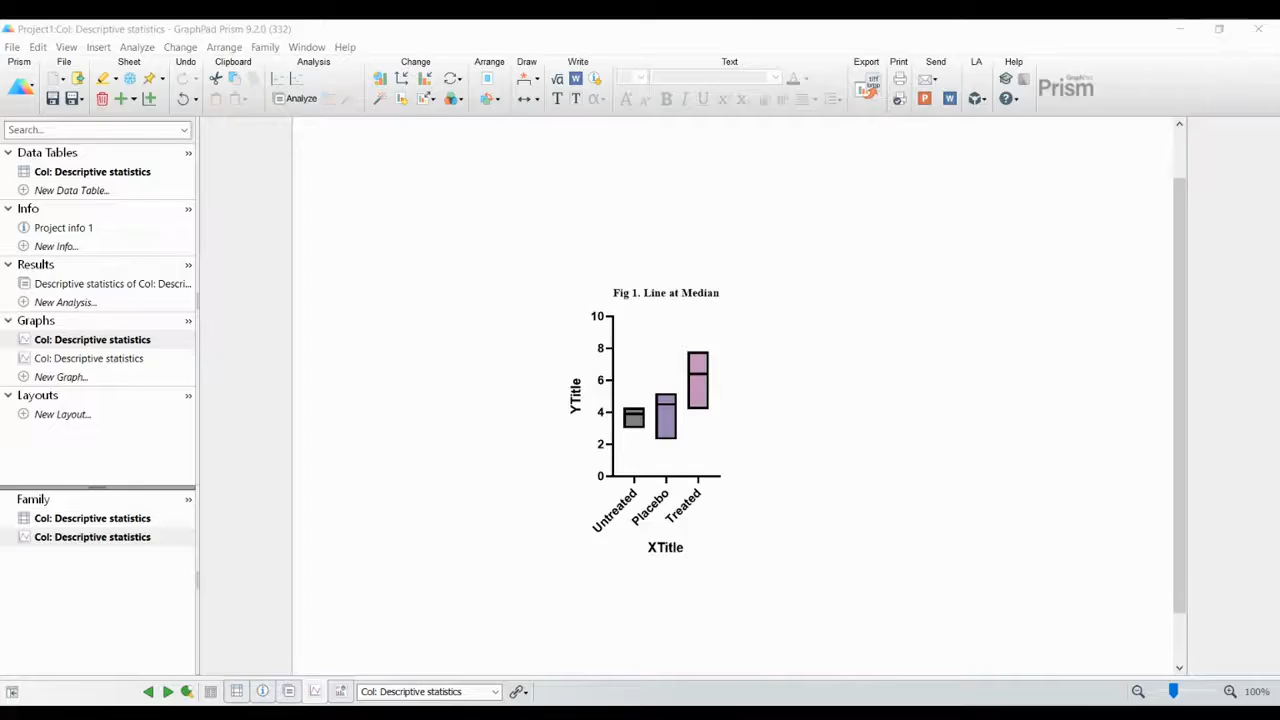 Project1:Col: Descriptive statistics - GraphPad Prism 9.2.0 (332)
File Edit View Insert Analyze Change Arrange Family Window Help
Prism File Sheet Undo Clipboard Analysis Change Arrange Draw Write Text Export Print Send LA Help
Analyze
GraphPad
Prism
Search...
Data Tables
Col: Descriptive statistics
New Data Table...
Info
Project info 1
New Info...
Results
Descriptive statistics of Col: Descri...
New Analysis...
Graphs
Col: Descriptive statistics
Col: Descriptive statistics
New Graph...
Layouts
New Layout...
Family
Col: Descriptive statistics
Col: Descriptive statistics
Fig 1. Line at Median
10
8
6
4
2
0
YTitle
Untreated
Placebo
Treated
XTitle
Col: Descriptive statistics
100%